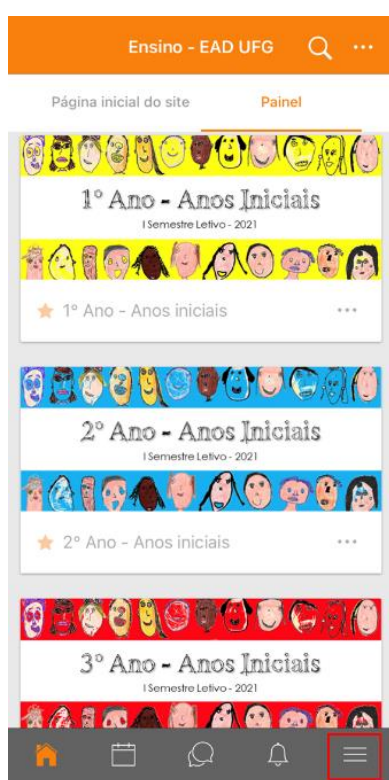 Ensino - EAD UFG
Página inicial do site
Painel
1º Ano - Anos Iniciais
I Semestre Letivo - 2021
1º Ano - Anos iniciais
2º Ano - Anos Iniciais
I Semestre Letivo - 2021
2º Ano - Anos iniciais
3º Ano - Anos Iniciais
I Semestre Letivo - 2021